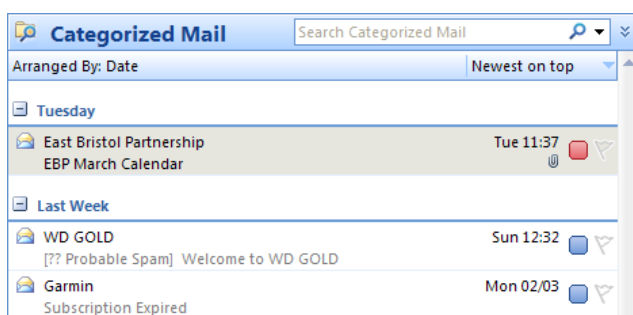 Categorized Mail Search Categorized Mail
Arranged By: Date Newest on top
Tuesday
East Bristol Partnership Tue 11:37
EBP March Calendar
Last Week
WD GOLD Sun 12:32
[?? Probable Spam] Welcome to WD GOLD
Garmin Mon 02/03
Subscription Expired